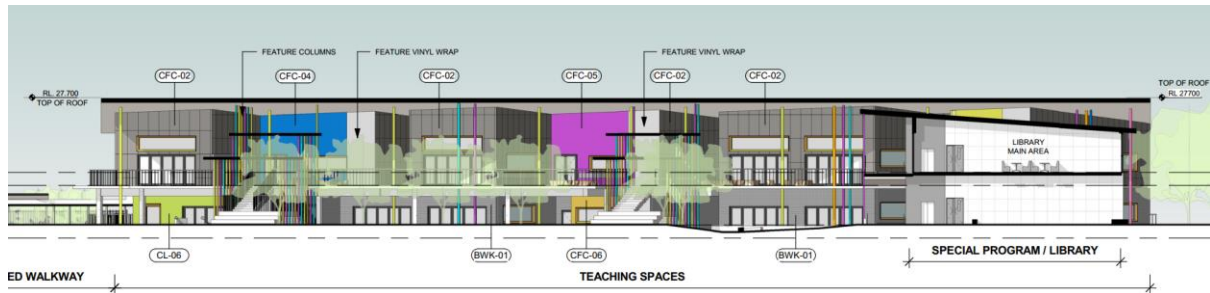 FEATURE COLUMNS
FEATURE VINYL WRAP
FEATURE VINYL WRAP
CFC-02
CFC-04
CFC-02
CFC-05
CFC-02
CFC-02
RL. 27.700
TOP OF ROOF
TOP OF ROOF
RL 27700
LIBRARY
MAIN AREA
CL-06
BWK-01
CFC-06
BWK-01
SPECIAL PROGRAM / LIBRARY
ED WALKWAY
TEACHING SPACES